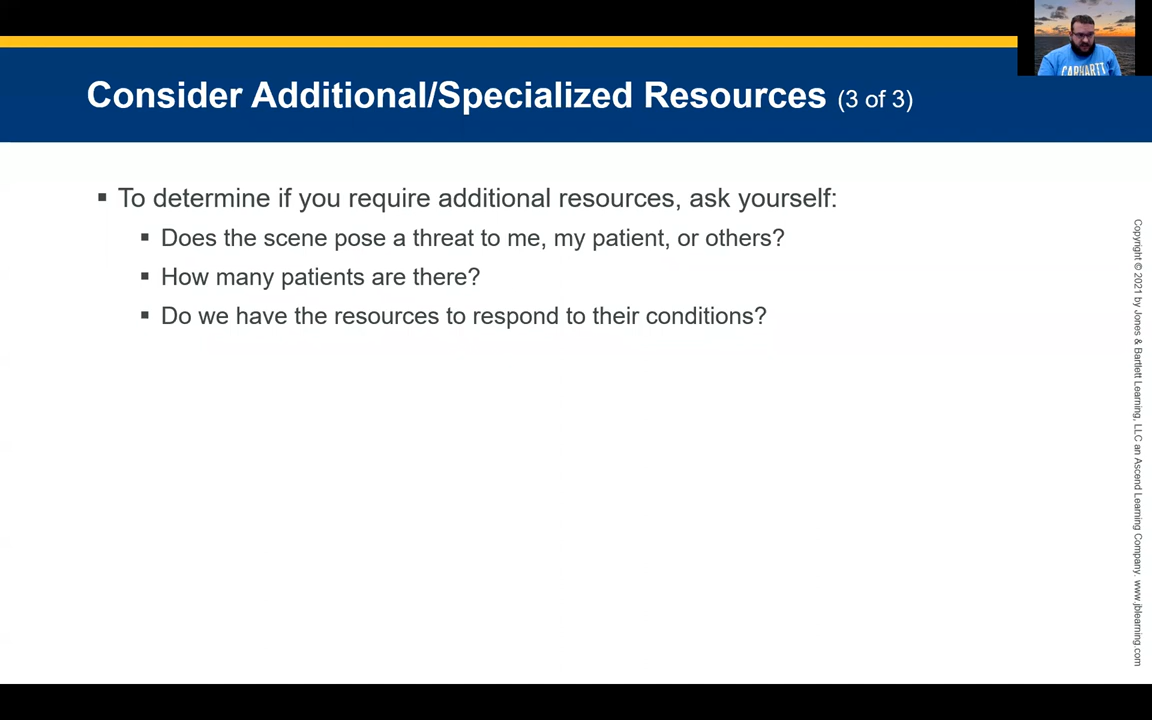 Consider Additional/Specialized Resources (3 of 3)
▪ To determine if you require additional resources, ask yourself:
▪ Does the scene pose a threat to me, my patient, or others?
▪ How many patients are there?
▪ Do we have the resources to respond to their conditions?
Copyright © 2021 by Jones & Bartlett Learning, LLC an Ascend Learning Company. www.jblearning.com
CARHARTT